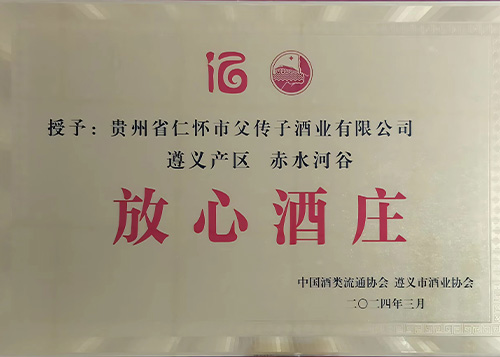 授予：贵州省仁怀市父传子酒业有限公司
遵义产区 赤水河谷
放心酒庄
中国酒类流通协会 遵义市酒业协会
二〇二四年三月